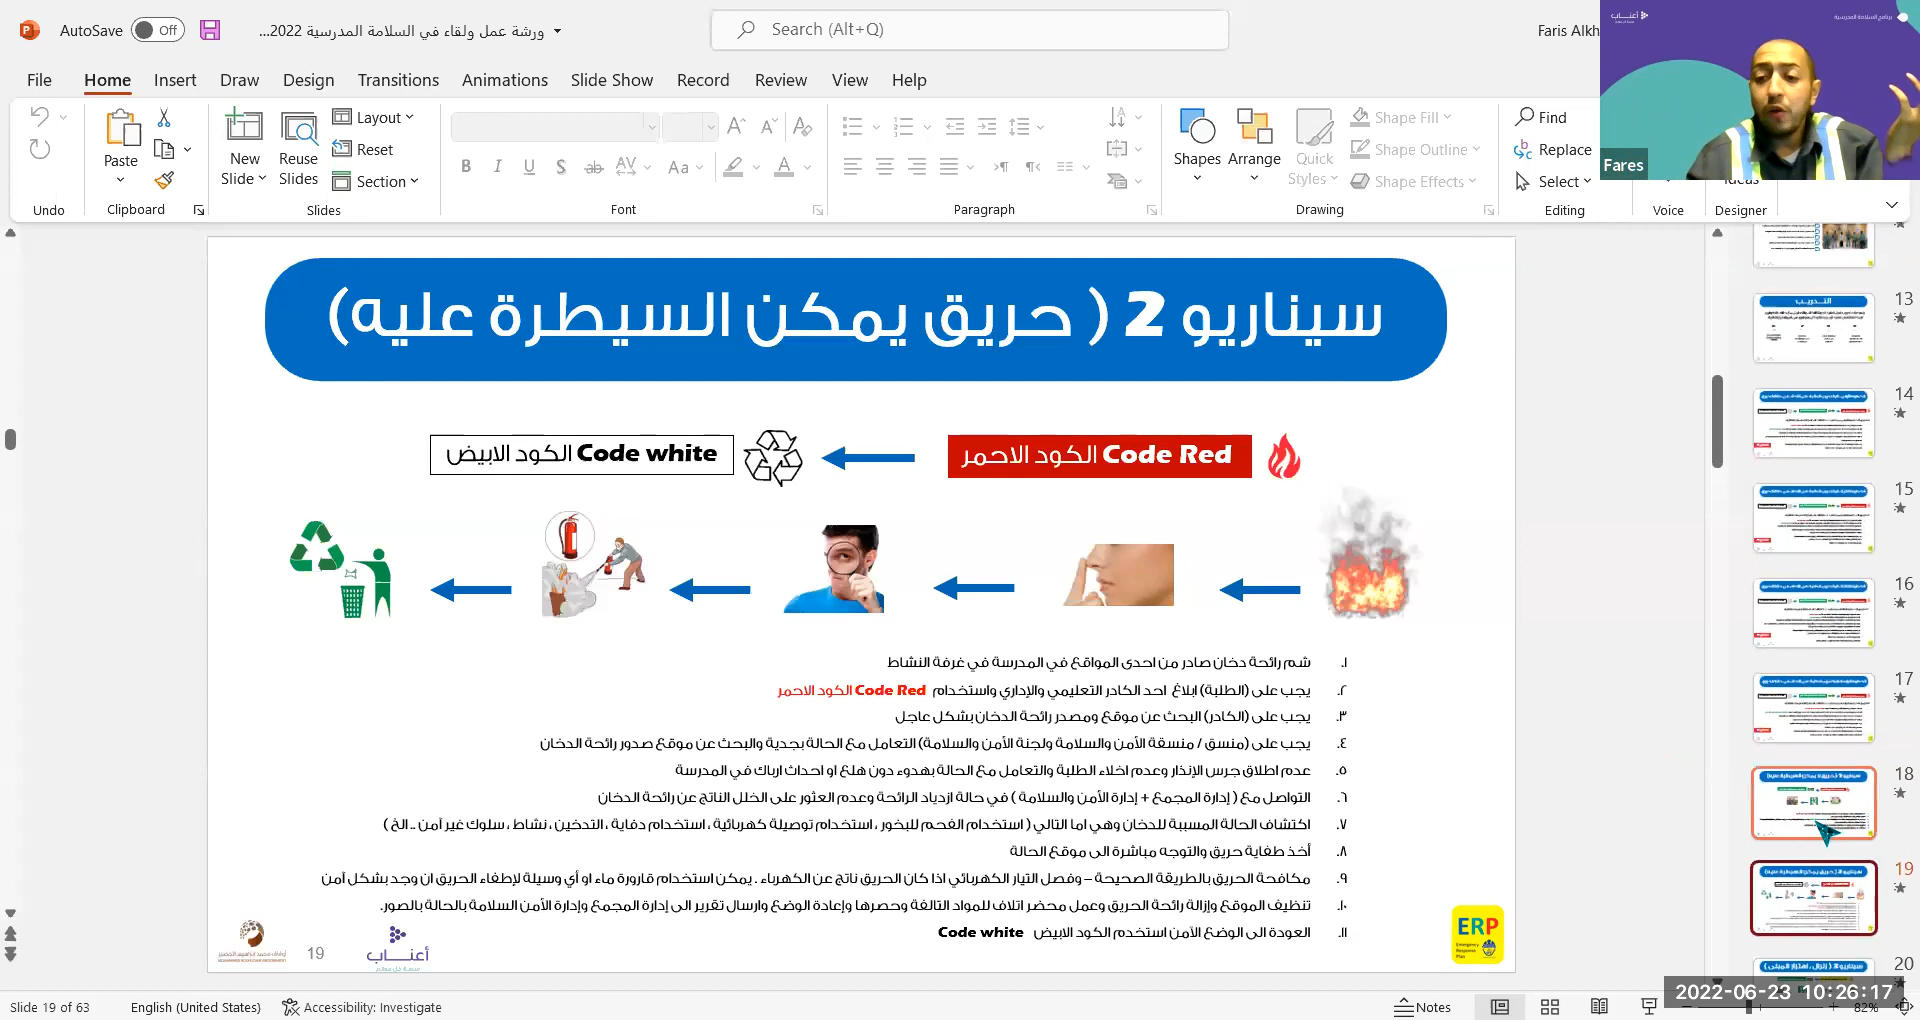 AutoSave
Off
ورشة عمل ولقاء في السلامة المدرسية 2022...
Search (Alt+Q)
Faris Alkh
File
Home
Insert
Draw
Design
Transitions
Animations
Slide Show
Record
Review
View
Help
Undo
Paste
Clipboard
New Slide
Reuse Slides
Layout
Reset
Section
Slides
Font
Paragraph
Shapes
Arrange
Quick Styles
Shape Fill
Shape Outline
Shape Effects
Drawing
Find
Replace
Select
Editing
Voice
Designer
Fares
أعناب
برنامج السلامة المدرسية
سيناريو 2 ( حريق يمكن السيطرة عليه)
Code Red الكود الاحمر
Code white الكود الابيض
١. شم رائحة دخان صادر من احدى المواقع في المدرسة في غرفة النشاط
٢. يجب على (الطلبة) ابلاغ احد الكادر التعليمي والإداري واستخدام Code Red الكود الاحمر
٣. يجب على (الكادر) البحث عن موقع ومصدر رائحة الدخان بشكل عاجل
٤. يجب على (منسق / منسقة الأمن والسلامة ولجنة الأمن والسلامة) التعامل مع الحالة بجدية والبحث عن موقع صدور رائحة الدخان
٥. عدم اطلاق جرس الإنذار وعدم اخلاء الطلبة والتعامل مع الحالة بهدوء دون هلع او احداث ارباك في المدرسة
٦. التواصل مع ( إدارة المجمع + إدارة الأمن والسلامة ) في حالة ازدياد الرائحة وعدم العثور على الخلل الناتج عن رائحة الدخان
٧. اكتشاف الحالة المسببة للدخان وهي اما التالي ( استخدام الفحم للبخور ، استخدام توصيلة كهربائية ، استخدام دفاية ، التدخين ، نشاط ، سلوك غير آمن .. الخ )
٨. أخذ طفاية حريق والتوجه مباشرة الى موقع الحالة
٩. مكافحة الحريق بالطريقة الصحيحة – وفصل التيار الكهربائي اذا كان الحريق ناتج عن الكهرباء . يمكن استخدام قارورة ماء او أي وسيلة لإطفاء الحريق ان وجد بشكل آمن
١٠. تنظيف الموقع وإزالة رائحة الحريق وعمل محضر اتلاف للمواد التالفة وحصرها وإعادة الوضع وارسال تقرير الى إدارة المجمع وإدارة الأمن السلامة بالحالة بالصور.
١١. العودة الى الوضع الآمن استخدم الكود الابيض Code white
ERP
Emergency Response Plan
أعناب
19
13
التدريب
14
15
16
17
18
19
20
Slide 19 of 63
English (United States)
Accessibility: Investigate
Notes
2022-06-23 10:26:17
82%